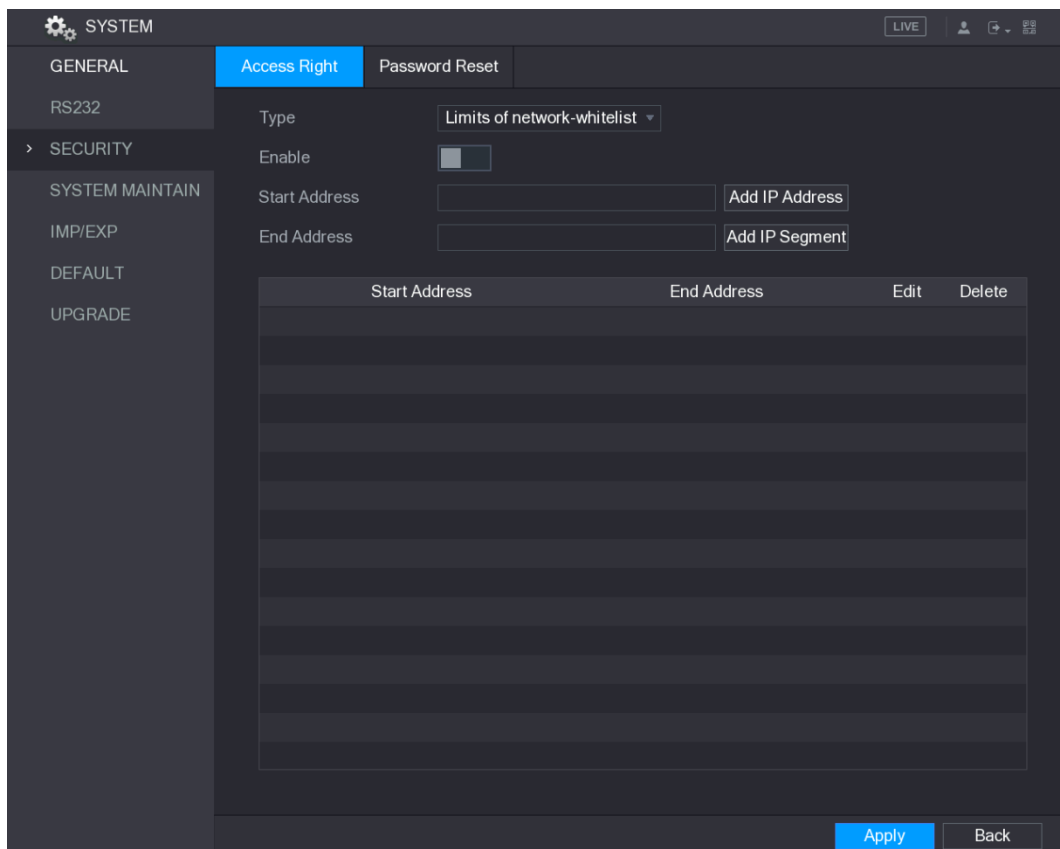 SYSTEM
LIVE
GENERAL
RS232
SECURITY
SYSTEM MAINTAIN
IMP/EXP
DEFAULT
UPGRADE
Access Right Password Reset
Type Limits of network-whitelist
Enable
Start Address Add IP Address
End Address Add IP Segment
Start Address End Address Edit Delete
Apply Back